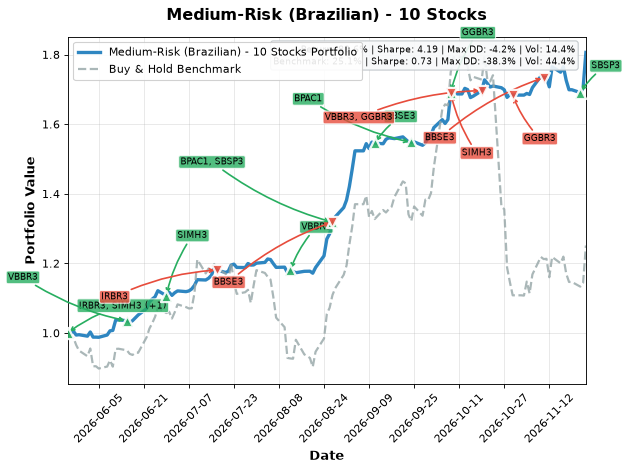 Medium-Risk (Brazilian) - 10 Stocks
GGBR3
Medium-Risk (Brazilian) - 10 Stocks Portfolio
Buy & Hold Benchmark
% | Sharpe: 4.19 | Max DD: -4.2% | Vol: 14.4%
| Sharpe: 0.73 | Max DD: -38.3% | Vol: 44.4%
SBSP3
BPAC1
VBBR3, GGBR3
BBSE3
BBSE3
GGBR3
SIMH3
BPAC1, SBSP3
VBBR
SIMH3
VBBR3
BBSE3
IRBR3
IRBR3, SIMH3 (+1)
Portfolio Value
1.8
1.6
1.4
1.2
1.0
2026-06-05
2026-06-21
2026-07-07
2026-07-23
2026-08-08
2026-08-24
2026-09-09
2026-09-25
2026-10-11
2026-10-27
2026-11-12
Date